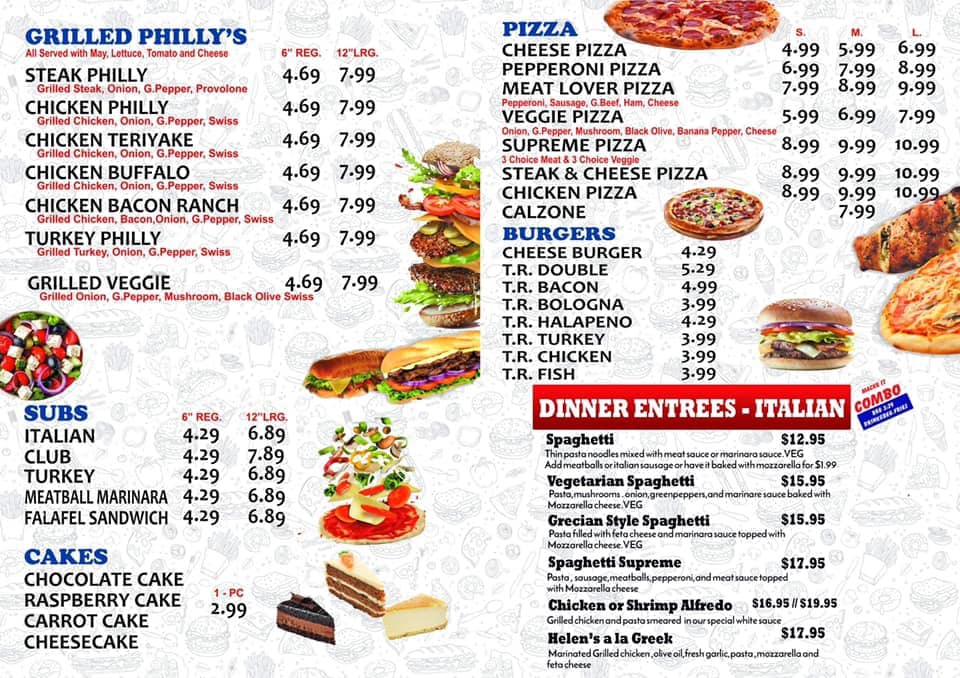 GRILLED PHILLY'S
All Served with May, Lettuce, Tomato and Cheese 6" REG. 12"LRG.
STEAK PHILLY 4.69 7.99
Grilled Steak, Onion, G.Pepper, Provolone
CHICKEN PHILLY 4.69 7.99
Grilled Chicken, Onion, G.Pepper, Swiss
CHICKEN TERIYAKE 4.69 7.99
Grilled Chicken, Onion, G.Pepper, Swiss
CHICKEN BUFFALO 4.69 7.99
Grilled Chicken, Onion, G.Pepper, Swiss
CHICKEN BACON RANCH 4.69 7.99
Grilled Chicken, Bacon,Onion, G.Pepper, Swiss
TURKEY PHILLY 4.69 7.99
Grilled Turkey, Onion, G.Pepper, Swiss
GRILLED VEGGIE 4.69 7.99
Grilled Onion, G.Pepper, Mushroom, Black Olive Swiss
SUBS 6" REG. 12"LRG.
ITALIAN 4.29 6.89
CLUB 4.29 7.89
TURKEY 4.29 6.89
MEATBALL MARINARA 4.29 6.89
FALAFEL SANDWICH 4.29 6.89
CAKES
CHOCOLATE CAKE
RASPBERRY CAKE
CARROT CAKE
CHEESECAKE
1 - PC
2.99
PIZZA S. M. L.
CHEESE PIZZA 4.99 5.99 6.99
PEPPERONI PIZZA 6.99 7.99 8.99
MEAT LOVER PIZZA 7.99 8.99 9.99
Pepperoni, Sausage, G.Beef, Ham, Cheese
VEGGIE PIZZA 5.99 6.99 7.99
Onion, G.Pepper, Mushroom, Black Olive, Banana Pepper, Cheese
SUPREME PIZZA 8.99 9.99 10.99
3 Choice Meat & 3 Choice Veggie
STEAK & CHEESE PIZZA 8.99 9.99 10.99
CHICKEN PIZZA 8.99 9.99 10.99
CALZONE 7.99
BURGERS
CHEESE BURGER 4.29
T.R. DOUBLE 5.29
T.R. BACON 4.99
T.R. BOLOGNA 3.99
T.R. HALAPENO 4.29
T.R. TURKEY 3.99
T.R. CHICKEN 3.99
T.R. FISH 3.99
DINNER ENTREES - ITALIAN
MACKE IT
COMBO
Spaghetti $12.95
Thin pasta noodles mixed with meat sauce or marinara sauce.VEG
Add meatballs or italian sausage or have it baked with mozzarella for $1.99
Vegetarian Spaghetti $15.95
Pasta,mushrooms . onion,greenpeppers,and marinare sauce baked with
Mozzarella cheese.VEG
Grecian Style Spaghetti $15.95
Pasta filled with feta cheese and marinara sauce topped with
Mozzarella cheese.VEG
Spaghetti Supreme $17.95
Pasta , sausage,meatballs,pepperoni,and meat sauce topped
with Mozzarella cheese
Chicken or Shrimp Alfredo $16.95 // $19.95
Grilled chicken and pasta smeared in our special white sauce
Helen's a la Greek $17.95
Marinated Grilled chicken ,olive oil,fresh garlic,pasta ,mozzarella and
feta cheese